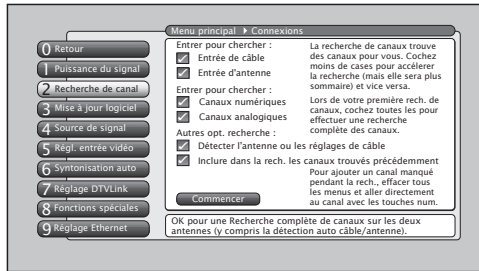 Menu principal ▸ Connexions
0 Retour
1 Puissance du signal
2 Recherche de canal
3 Mise à jour logiciel
4 Source de signal
5 Régl. entrée vidéo
6 Syntonisation auto
7 Réglage DTVLink
8 Fonctions spéciales
9 Réglage Ethernet
Entrer pour chercher :
Entrée de câble
Entrée d'antenne
Entrer pour chercher :
Canaux numériques
Canaux analogiques
Autres opt. recherche :
Détecter l'antenne ou les réglages de câble
Inclure dans la rech. les canaux trouvés précédemment
Commencer
La recherche de canaux trouve
des canaux pour vous. Cochez
moins de cases pour accélerer
la recherche (mais elle sera plus
sommaire) et vice versa.
Lors de votre première rech. de
canaux, cochez toutes les pour
effectuer une recherche
complète des canaux.
Pour ajouter un canal manqué
pendant la rech., effacer tous
les menus et aller directement
au canal avec les touches num.
OK pour une Recherche complète de canaux sur les deux
antennes (y compris la détection auto câble/antenne).